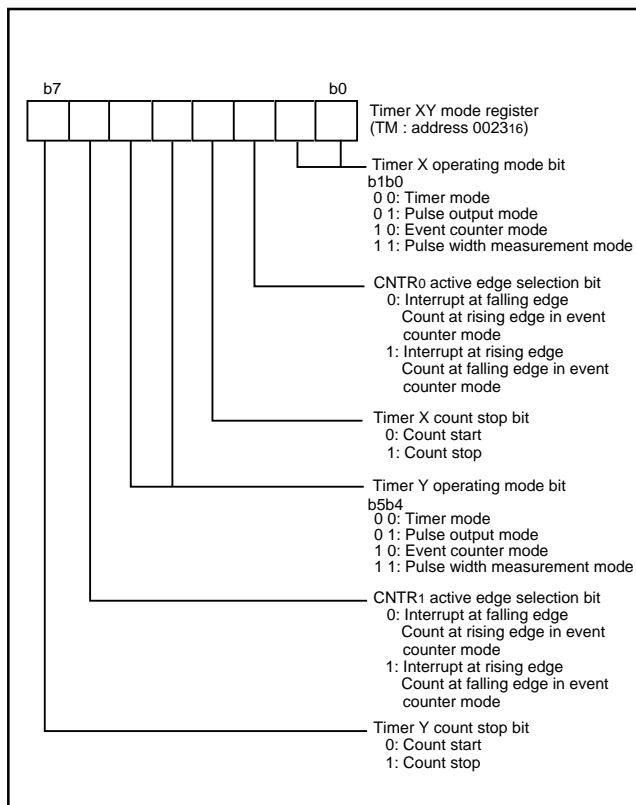 b7 b0
Timer XY mode register
(TM : address 002316)
Timer X operating mode bit
b1b0
0 0: Timer mode
0 1: Pulse output mode
1 0: Event counter mode
1 1: Pulse width measurement mode
CNTR0 active edge selection bit
0: Interrupt at falling edge
Count at rising edge in event
counter mode
1: Interrupt at rising edge
Count at falling edge in event
counter mode
Timer X count stop bit
0: Count start
1: Count stop
Timer Y operating mode bit
b5b4
0 0: Timer mode
0 1: Pulse output mode
1 0: Event counter mode
1 1: Pulse width measurement mode
CNTR1 active edge selection bit
0: Interrupt at falling edge
Count at rising edge in event
counter mode
1: Interrupt at rising edge
Count at falling edge in event
counter mode
Timer Y count stop bit
0: Count start
1: Count stop